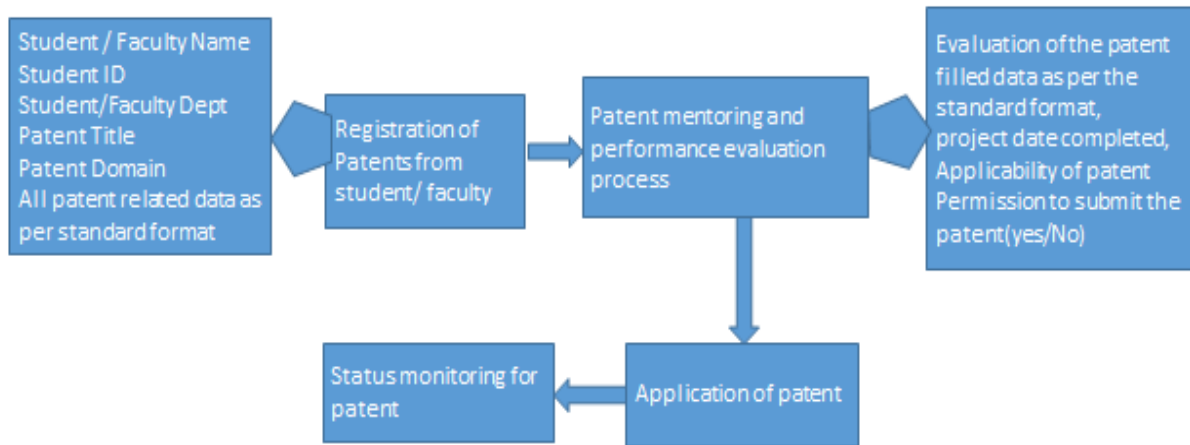 Student / Faculty Name
Student ID
Student/Faculty Dept
Patent Title
Patent Domain
All patent related data as
per standard format
Registration of
Patents from
student/ faculty
Patent mentoring and
performance evaluation
process
Evaluation of the patent
filled data as per the
standard format,
project date completed,
Applicability of patent
Permission to submit the
patent(yes/No)
Status monitoring for
patent
Application of patent